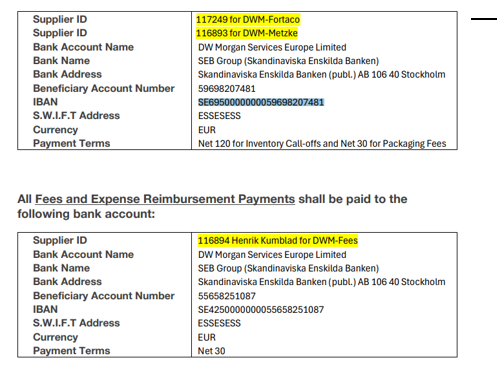 Supplier ID 117249 for DWM-Fortaco
Supplier ID 116893 for DWM-Metzke
Bank Account Name DW Morgan Services Europe Limited
Bank Name SEB Group (Skandinaviska Enskilda Banken)
Bank Address Skandinaviska Enskilda Banken (publ.) AB 106 40 Stockholm
Beneficiary Account Number 59698207481
IBAN SE6950000000059698207481
S.W.I.F.T Address ESSESESS
Currency EUR
Payment Terms Net 120 for Inventory Call-offs and Net 30 for Packaging Fees
All Fees and Expense Reimbursement Payments shall be paid to the
following bank account:
Supplier ID 116894 Henrik Kumblad for DWM-Fees
Bank Account Name DW Morgan Services Europe Limited
Bank Name SEB Group (Skandinaviska Enskilda Banken)
Bank Address Skandinaviska Enskilda Banken (publ.) AB 106 40 Stockholm
Beneficiary Account Number 55658251087
IBAN SE4250000000055658251087
S.W.I.F.T Address ESSESESS
Currency EUR
Payment Terms Net 30